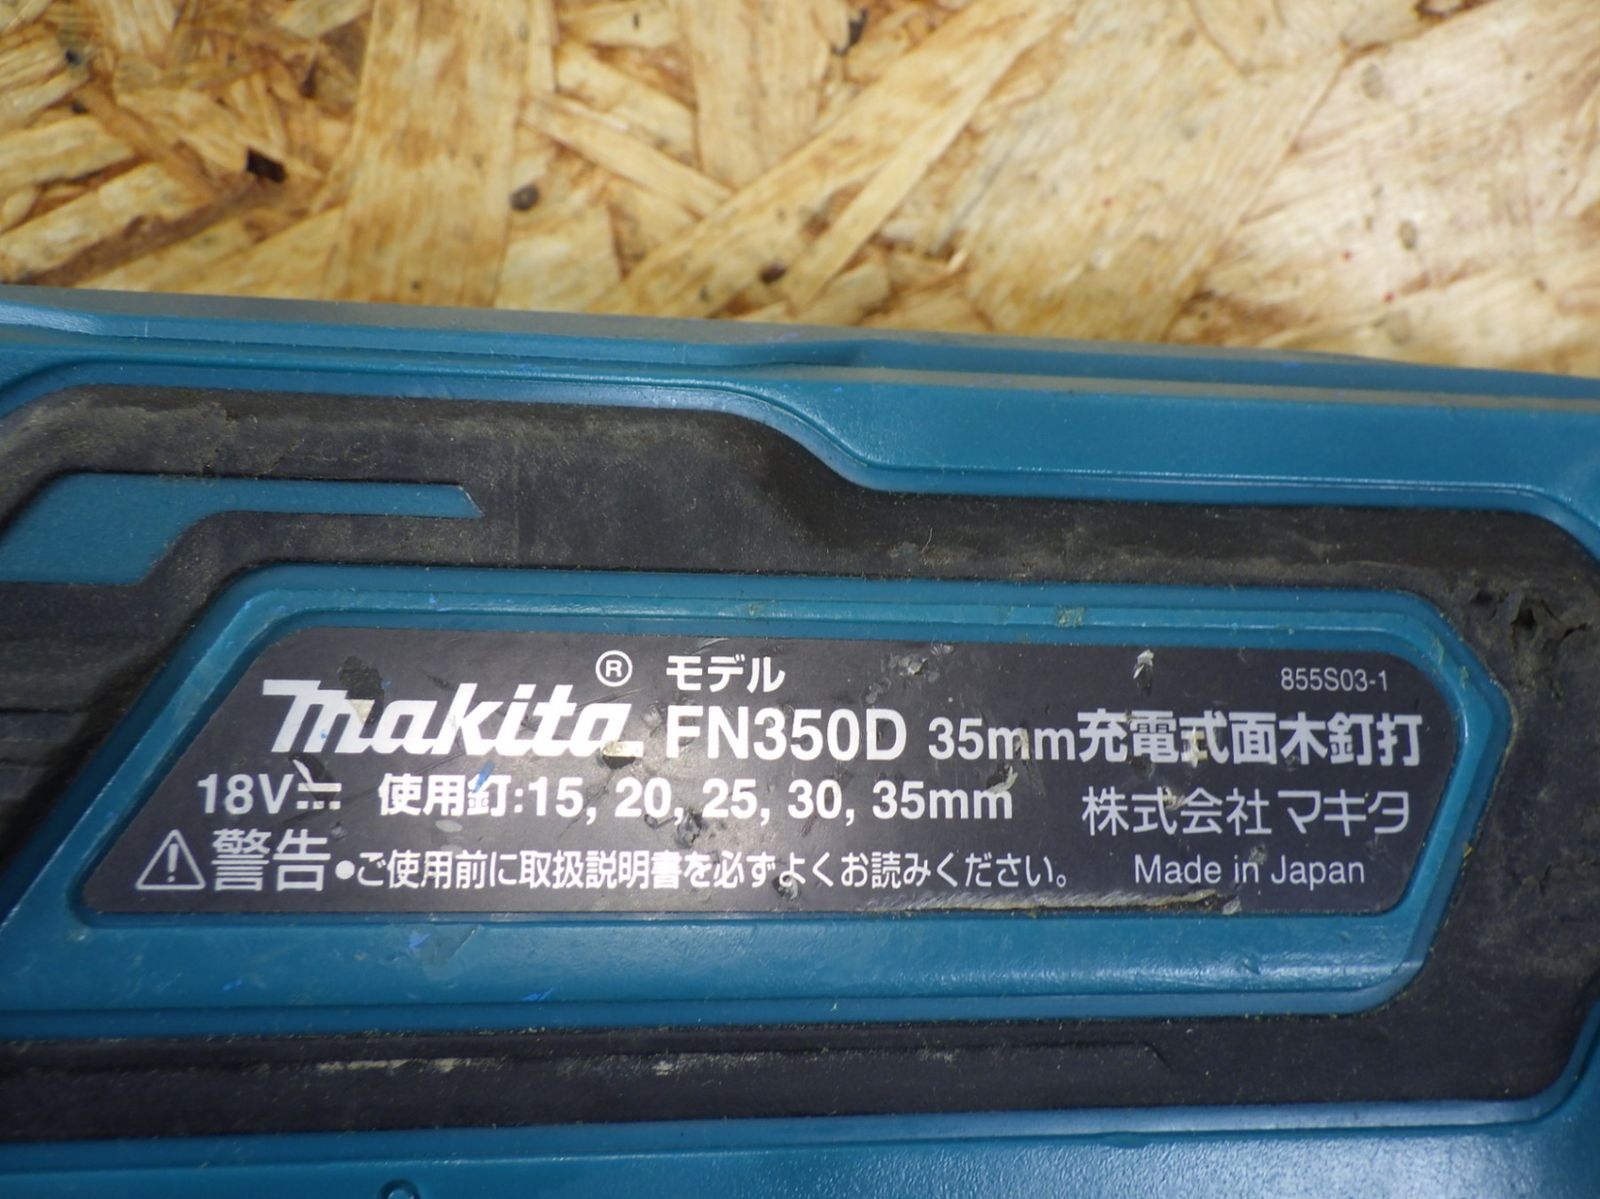 makita® モデル 855S03-1
FN350D 35mm充電式面木釘打
18V 使用釘:15, 20, 25, 30, 35mm 株式会社マキタ
警告 ●ご使用前に取扱説明書を必ずよくお読みください。 Made in Japan